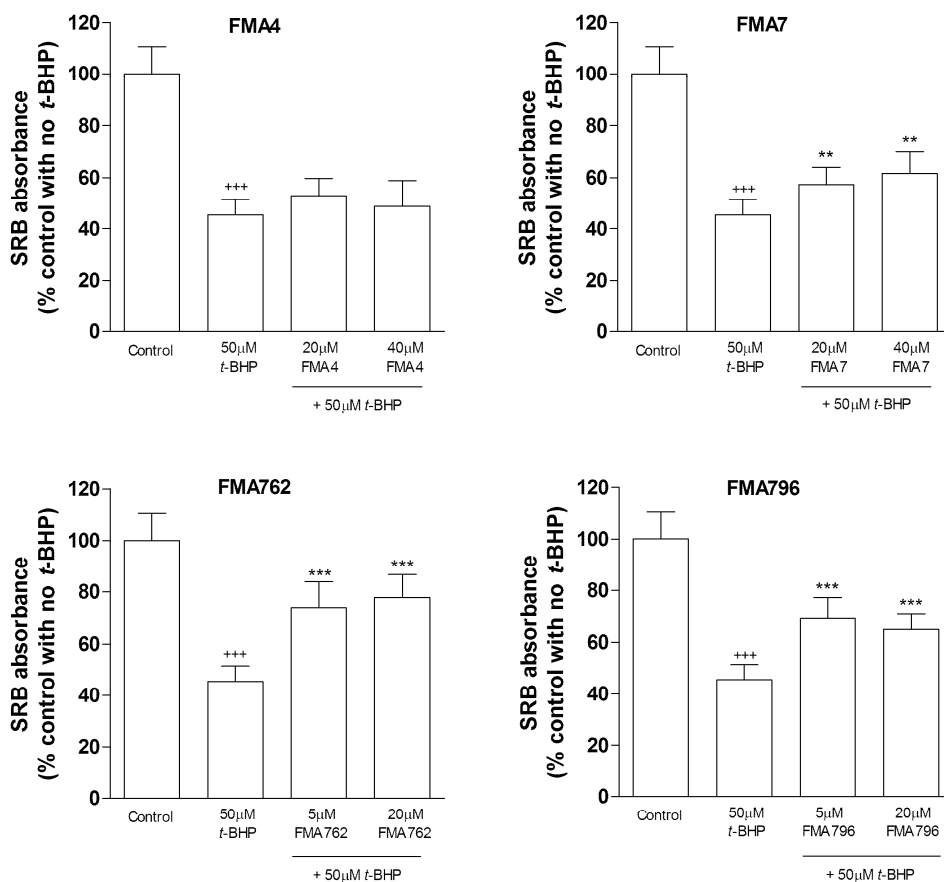 FMA4
SRB absorbance
(% control with no t-BHP)
120
100
80
60
40
20
0
+++
Control
50μM
t-BHP
20μM
FMA4
40μM
FMA4
+ 50μM t-BHP
FMA7
SRB absorbance
(% control with no t-BHP)
120
100
80
60
40
20
0
+++
**
**
Control
50μM
t-BHP
20μM
FMA7
40μM
FMA7
+ 50μM t-BHP
FMA762
SRB absorbance
(% control with no t-BHP)
120
100
80
60
40
20
0
+++
***
***
Control
50μM
t-BHP
5μM
FMA762
20μM
FMA762
+ 50μM t-BHP
FMA796
SRB absorbance
(% control with no t-BHP)
120
100
80
60
40
20
0
+++
***
***
Control
50μM
t-BHP
5μM
FMA796
20μM
FMA796
+ 50μM t-BHP